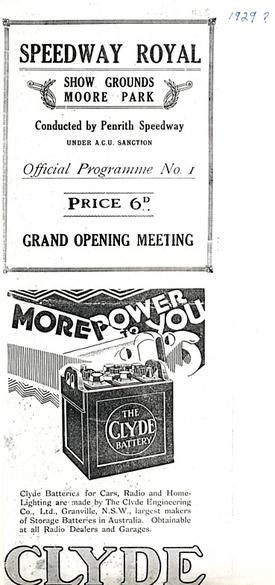 1929 ?
SPEEDWAY ROYAL
SHOW GROUNDS
MOORE PARK
Conducted by Penrith Speedway
UNDER A.C.U. SANCTION
Official Programme No. 1
PRICE 6D.
GRAND OPENING MEETING
MORE POWER TO YOU
THE
CLYDE
BATTERY
Clyde Batteries for Cars, Radio and Home-
Lighting are made by The Clyde Engineering
Co., Ltd., Granville, N.S.W., largest makers
of Storage Batteries in Australia. Obtainable
at all Radio Dealers and Garages.
CLYDE